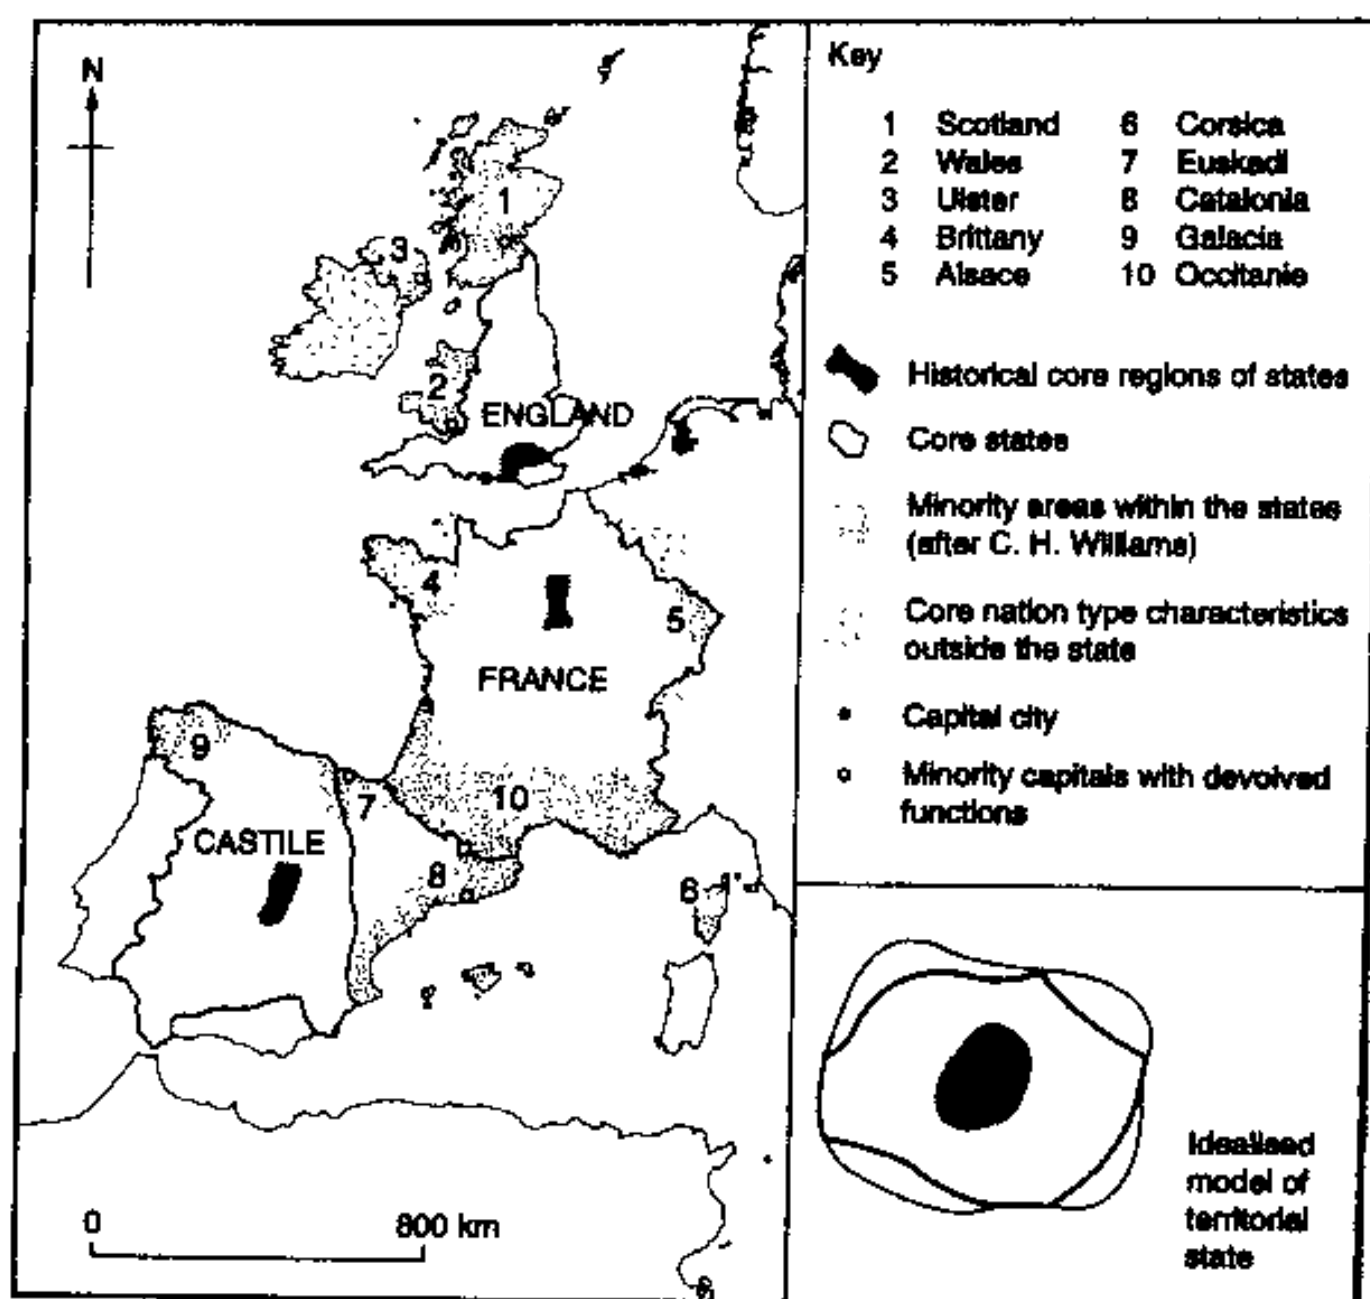 N
1
3
2
ENGLAND
4
5
FRANCE
9
7
10
CASTILE
8
6
0 800 km
Key
1 Scotland 6 Corsica
2 Wales 7 Euskadi
3 Ulster 8 Catalonia
4 Brittany 9 Galacia
5 Alsace 10 Occitanie
Historical core regions of states
Core states
Minority areas within the states
(after C. H. Williams)
Core nation type characteristics
outside the state
Capital city
Minority capitals with devolved
functions
Idealised
model of
territorial
state